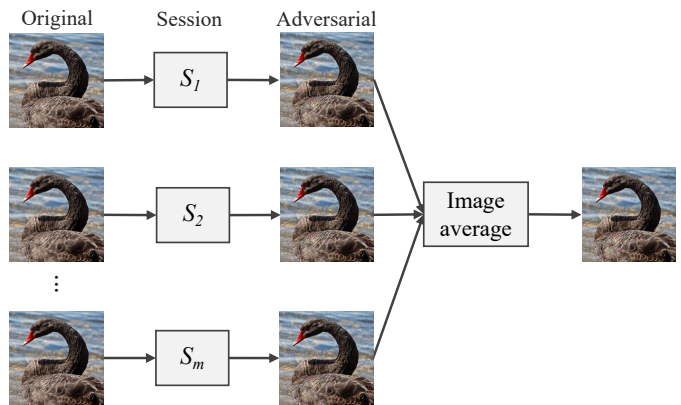 Original Session Adversarial
S1
S2
Image
average
⋮
Sm